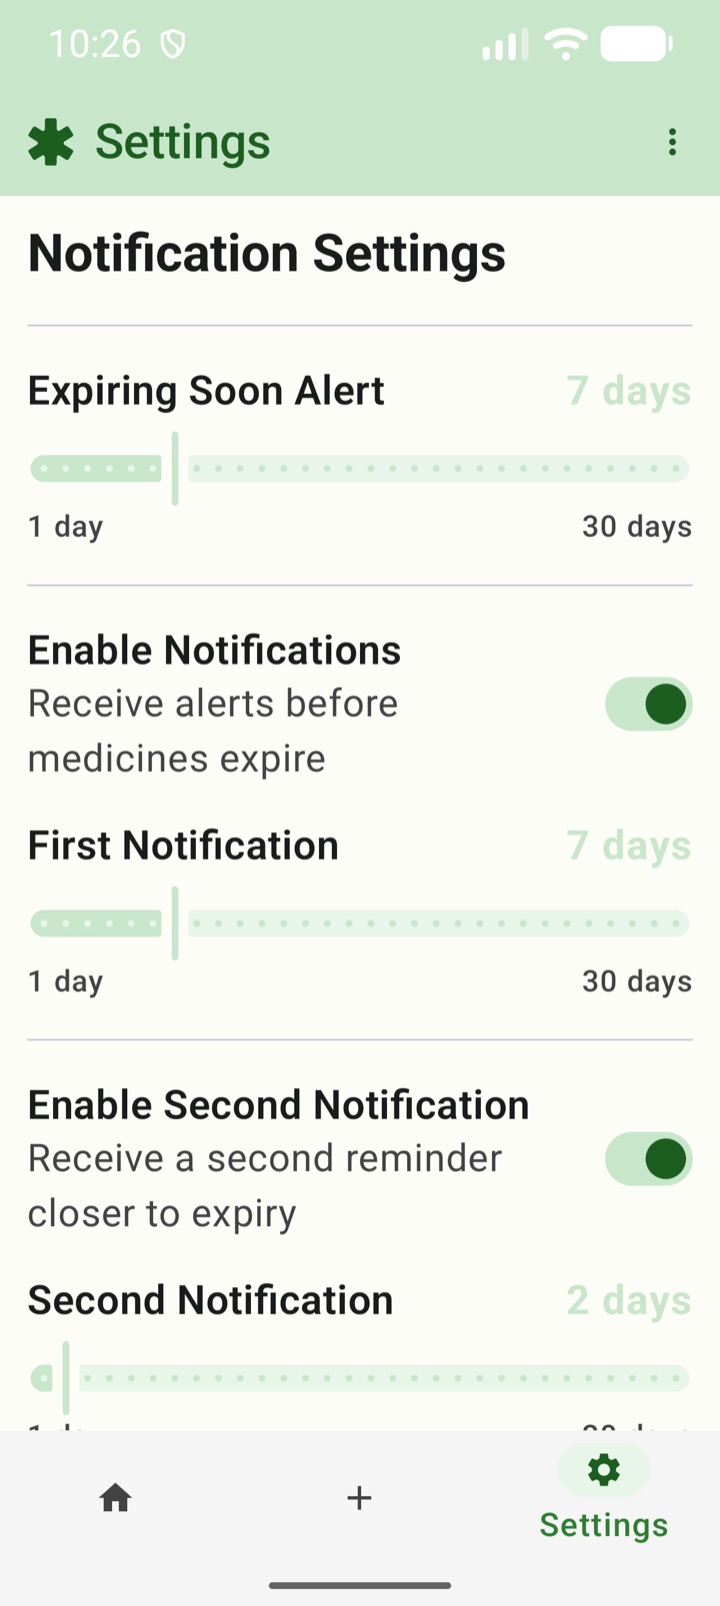 10:26
Settings
Notification Settings
Expiring Soon Alert 7 days
1 day 30 days
Enable Notifications
Receive alerts before
medicines expire
First Notification 7 days
1 day 30 days
Enable Second Notification
Receive a second reminder
closer to expiry
Second Notification 2 days
Settings